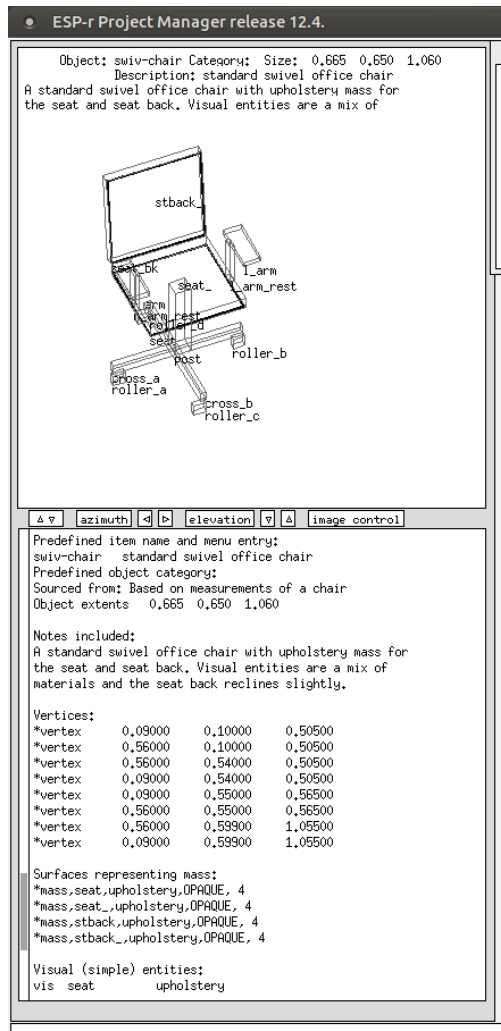 ESP-r Project Manager release 12.4.
Object: swiv-chair Category: Size: 0.665 0.650 1.060
Description: standard swivel office chair
A standard swivel office chair with upholstery mass for
the seat and seat back. Visual entities are a mix of
stback_
seat_bk
l_arm
seat_
arm_rest
arm
r_arm_rest
roller_d
seat
post
roller_b
cross_a
roller_a
cross_b
roller_c
azimuth
elevation
image control
Predefined item name and menu entry:
swiv-chair standard swivel office chair
Predefined object category:
Sourced from: Based on measurements of a chair
Object extents 0.665 0.650 1.060
Notes included:
A standard swivel office chair with upholstery mass for
the seat and seat back. Visual entities are a mix of
materials and the seat back reclines slightly.
Vertices:
*vertex 0.09000 0.10000 0.50500
*vertex 0.56000 0.10000 0.50500
*vertex 0.56000 0.54000 0.50500
*vertex 0.09000 0.54000 0.50500
*vertex 0.09000 0.55000 0.56500
*vertex 0.56000 0.55000 0.56500
*vertex 0.56000 0.59900 1.05500
*vertex 0.09000 0.59900 1.05500
Surfaces representing mass:
*mass,seat,upholstery,OPAQUE, 4
*mass,seat_,upholstery,OPAQUE, 4
*mass,stback,upholstery,OPAQUE, 4
*mass,stback_,upholstery,OPAQUE, 4
Visual (simple) entities:
vis seat upholstery